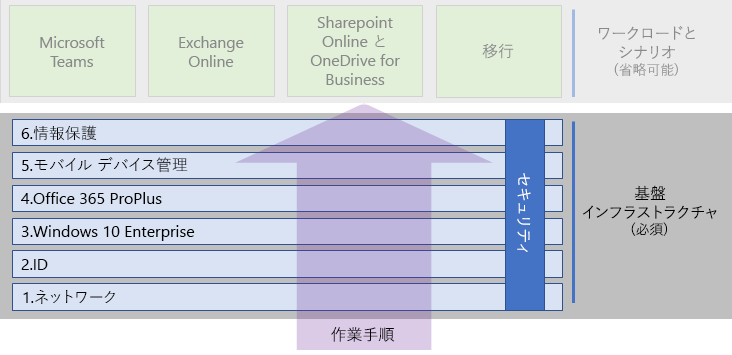 Microsoft
Teams
Exchange
Online
Sharepoint
Online と
OneDrive for
Business
移行
ワークロードと
シナリオ
(省略可能)
6.情報保護
5.モバイル デバイス管理
4.Office 365 ProPlus
3.Windows 10 Enterprise
2.ID
1.ネットワーク
セキュリティ
基盤
インフラストラクチャ
(必須)
作業手順